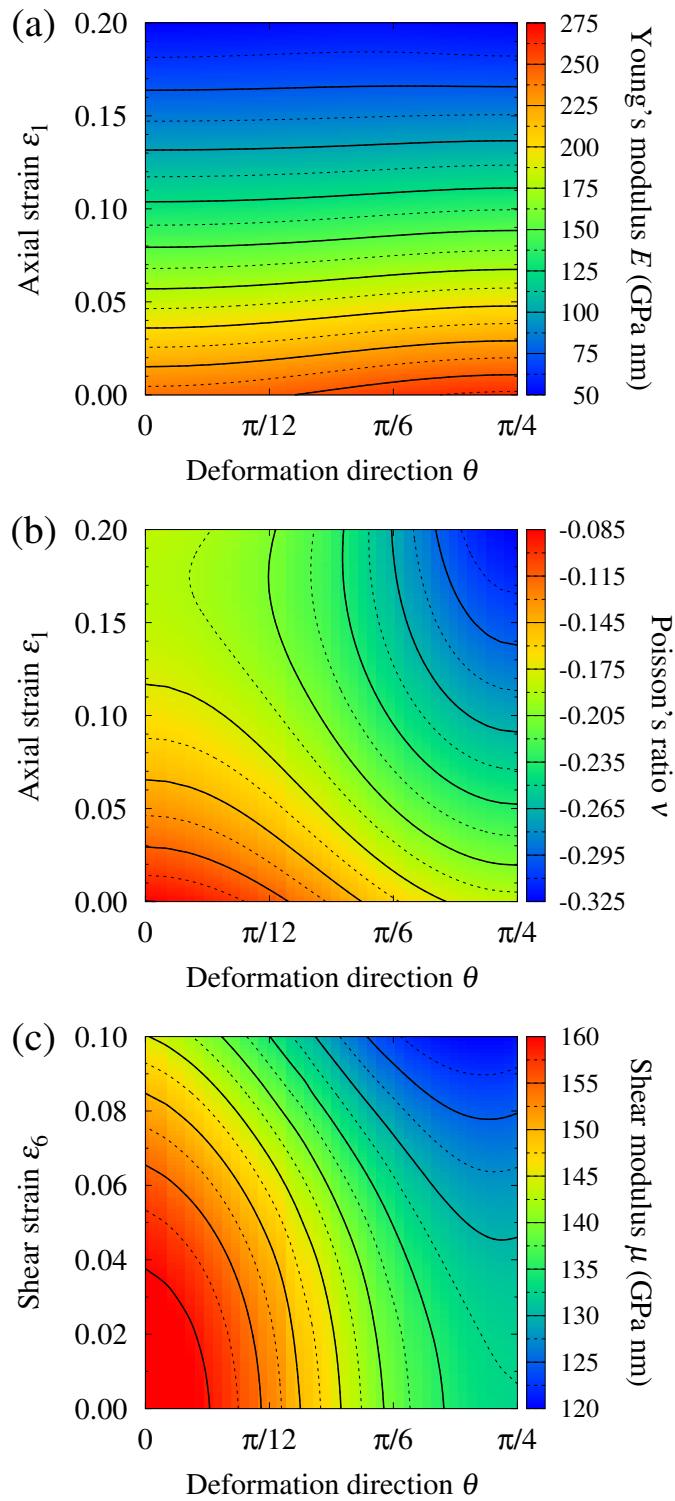 (a)
0.20
0.15
0.10
0.05
0.00
Axial strain ε₁
0 π/12 π/6 π/4
Deformation direction θ
275
250
225
200
175
150
125
100
75
50
Young's modulus E (GPa nm)
(b)
0.20
0.15
0.10
0.05
0.00
Axial strain ε₁
0 π/12 π/6 π/4
Deformation direction θ
-0.085
-0.115
-0.145
-0.175
-0.205
-0.235
-0.265
-0.295
-0.325
Poisson's ratio ν
(c)
0.10
0.08
0.06
0.04
0.02
0.00
Shear strain ε₆
0 π/12 π/6 π/4
Deformation direction θ
160
155
150
145
140
135
130
125
120
Shear modulus μ (GPa nm)